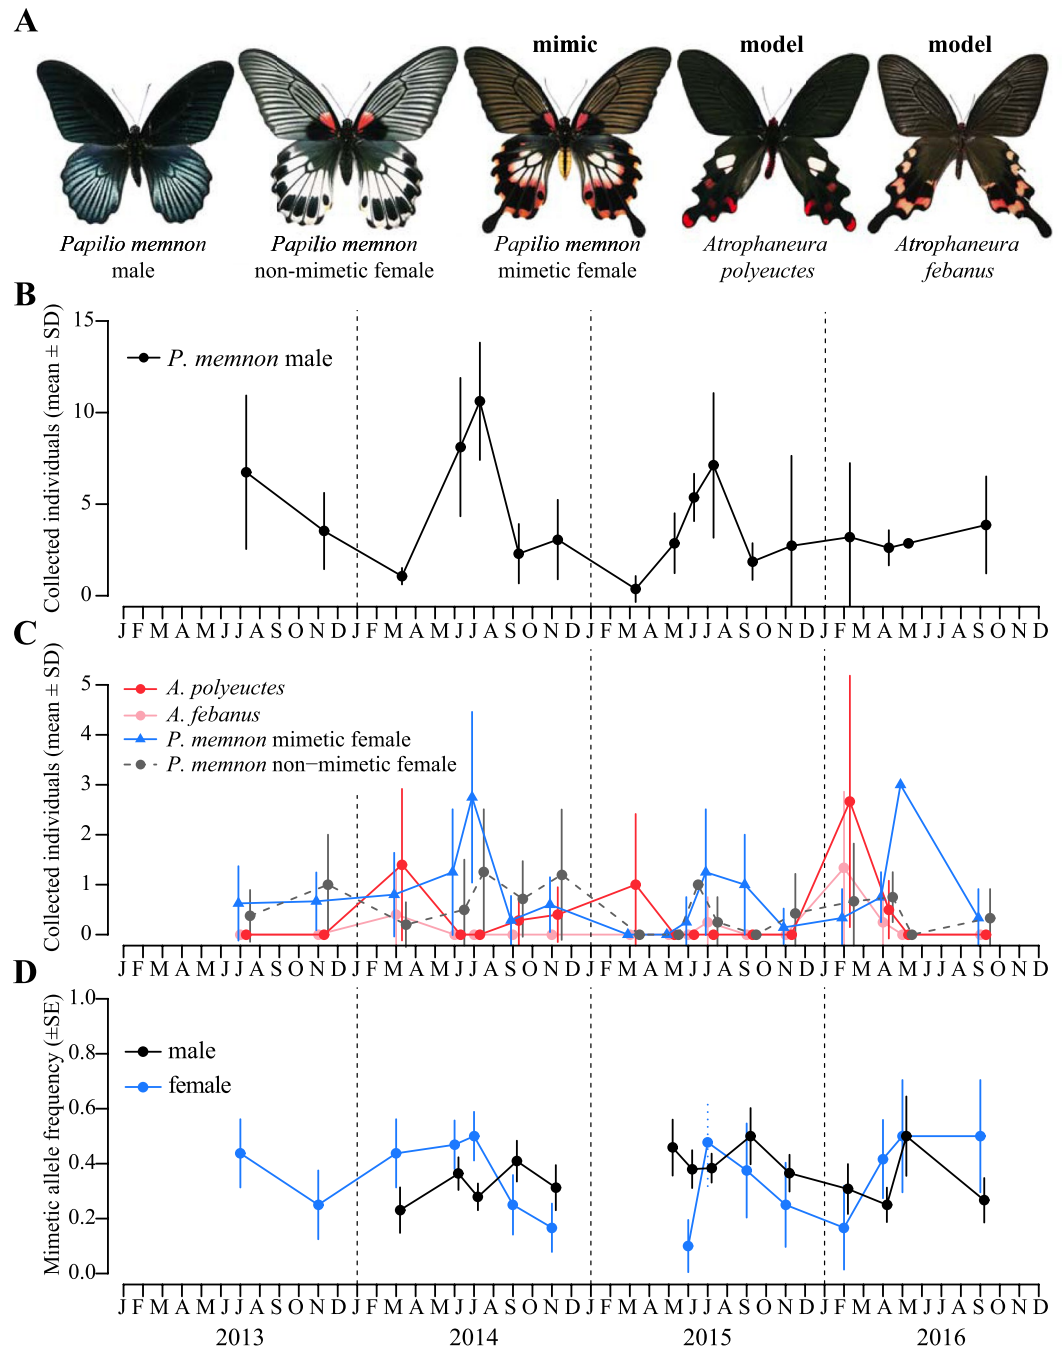 A
mimic
model
model
Papilio memnon
male
Papilio memnon
non-mimetic female
Papilio memnon
mimetic female
Atrophaneura
polyeuctes
Atrophaneura
febanus
B
Collected individuals (mean ± SD)
15
10
5
0
P. memnon male
J F M A M J J A S O N D J F M A M J J A S O N D J F M A M J J A S O N D J F M A M J J A S O N D
C
Collected individuals (mean ± SD)
5
4
3
2
1
0
A. polyeuctes
A. febanus
P. memnon mimetic female
P. memnon non−mimetic female
J F M A M J J A S O N D J F M A M J J A S O N D J F M A M J J A S O N D J F M A M J J A S O N D
D
Mimetic allele frequency (±SE)
1.0
0.8
0.6
0.4
0.2
0.0
male
female
J F M A M J J A S O N D J F M A M J J A S O N D J F M A M J J A S O N D J F M A M J J A S O N D
2013 2014 2015 2016